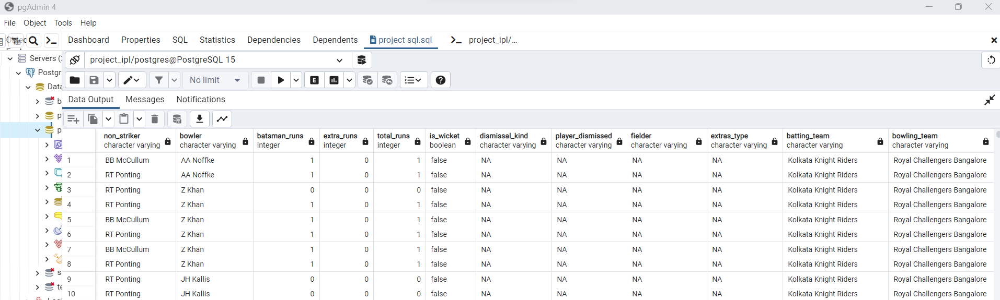 pgAdmin 4
File Object Tools Help
Dashboard Properties SQL Statistics Dependencies Dependents project sql.sql project_ipl/...
Servers (
project_ipl/postgres@PostgreSQL 15
Postgr
No limit
Data
Data Output Messages Notifications
non_striker bowler batsman_runs extra_runs total_runs is_wicket dismissal_kind player_dismissed fielder extras_type batting_team bowling_team
character varying character varying integer integer integer boolean character varying character varying character varying character varying character varying character varying
1 BB McCullum AA Noffke 1 0 1 false NA NA NA NA Kolkata Knight Riders Royal Challengers Bangalore
2 RT Ponting AA Noffke 1 0 1 false NA NA NA NA Kolkata Knight Riders Royal Challengers Bangalore
3 RT Ponting Z Khan 0 0 0 false NA NA NA NA Kolkata Knight Riders Royal Challengers Bangalore
4 RT Ponting Z Khan 1 0 1 false NA NA NA NA Kolkata Knight Riders Royal Challengers Bangalore
5 BB McCullum Z Khan 1 0 1 false NA NA NA NA Kolkata Knight Riders Royal Challengers Bangalore
6 RT Ponting Z Khan 1 0 1 false NA NA NA NA Kolkata Knight Riders Royal Challengers Bangalore
7 BB McCullum Z Khan 1 0 1 false NA NA NA NA Kolkata Knight Riders Royal Challengers Bangalore
8 RT Ponting Z Khan 1 0 1 false NA NA NA NA Kolkata Knight Riders Royal Challengers Bangalore
9 RT Ponting JH Kallis 0 0 0 false NA NA NA NA Kolkata Knight Riders Royal Challengers Bangalore
10 RT Ponting JH Kallis 0 0 0 false NA NA NA NA Kolkata Knight Riders Royal Challengers Bangalore